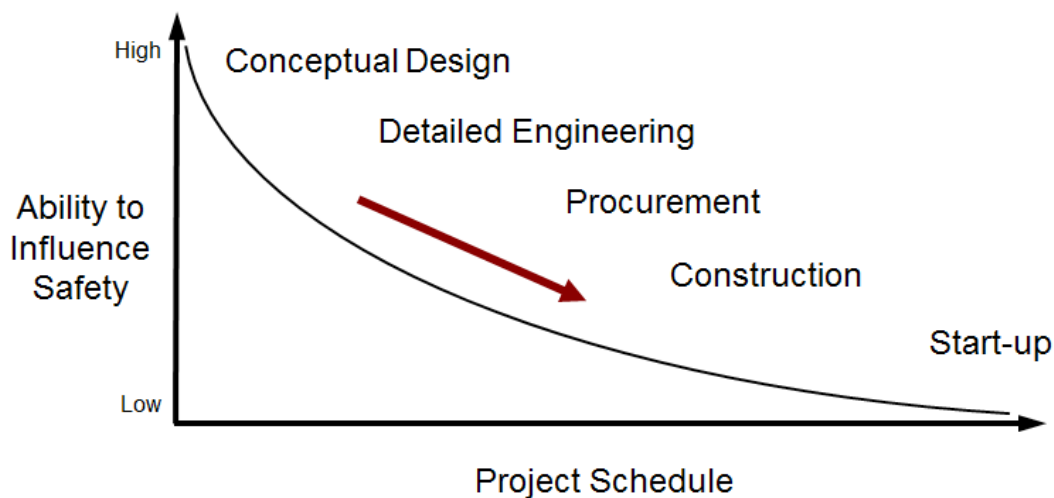 High
Conceptual Design
Detailed Engineering
Procurement
Ability to
Influence
Safety
Construction
Start-up
Low
Project Schedule